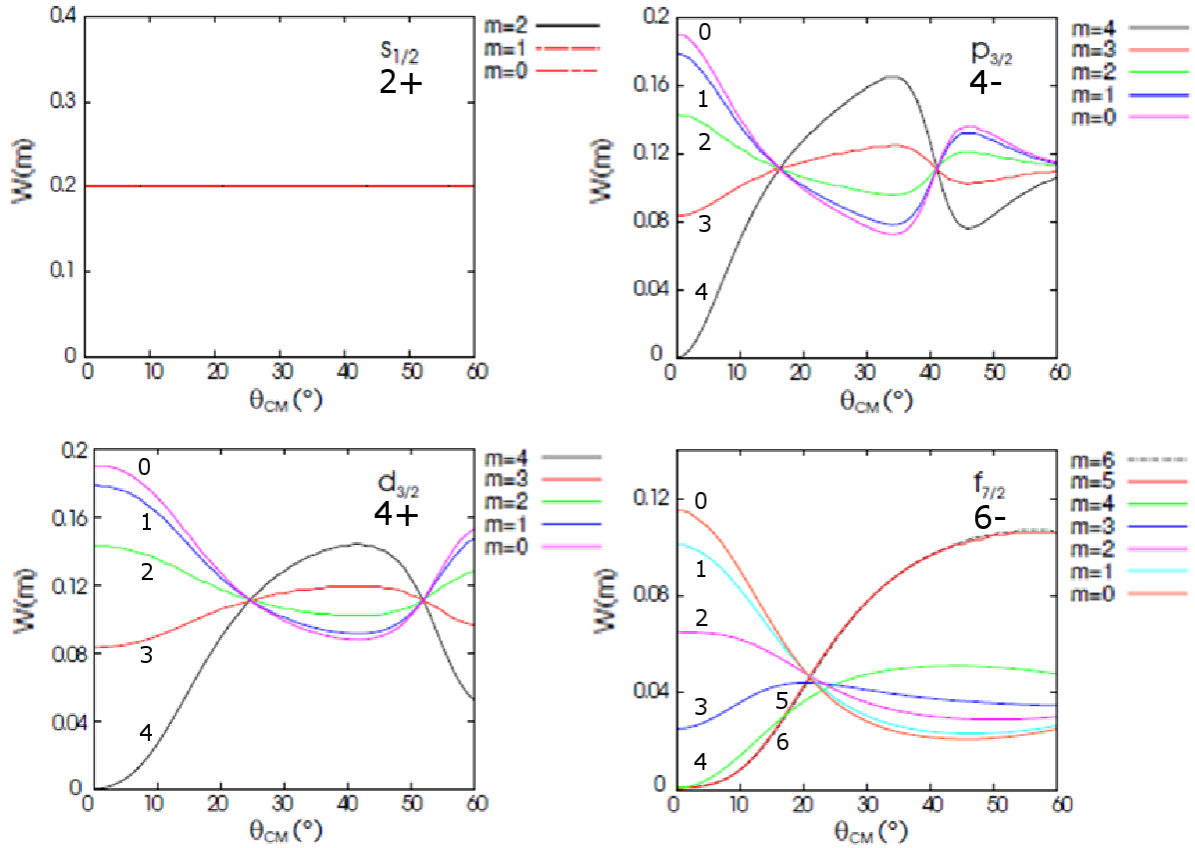 0.4
0.3
0.2
0.1
0
W(m)
0 10 20 30 40 50 60
θCM (°)
s1/2
2+
m=2
m=1
m=0
0.2
0.16
0.12
0.08
0.04
0
W(m)
0 10 20 30 40 50 60
θCM (°)
0
1
2
3
4
p3/2
4-
m=4
m=3
m=2
m=1
m=0
0.2
0.16
0.12
0.08
0.04
0
W(m)
0 10 20 30 40 50 60
θCM (°)
0
1
2
3
4
d3/2
4+
m=4
m=3
m=2
m=1
m=0
0.12
0.08
0.04
0
W(m)
0 10 20 30 40 50 60
θCM (°)
0
1
2
3
4
5
6
f7/2
6-
m=6
m=5
m=4
m=3
m=2
m=1
m=0